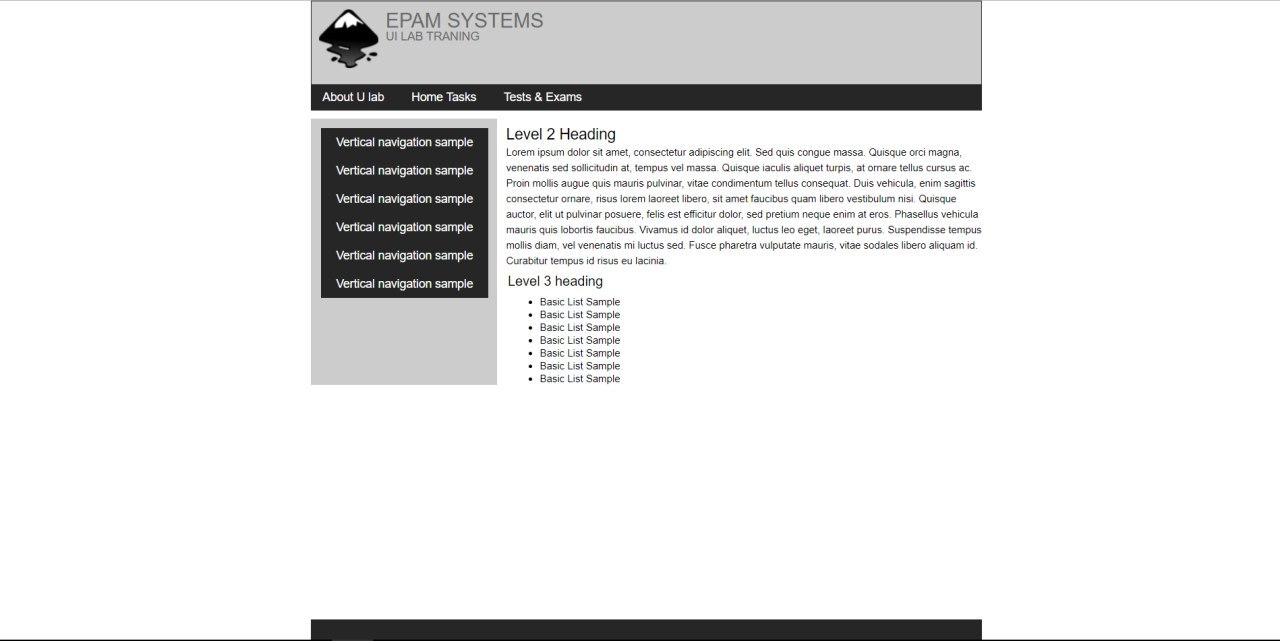 EPAM SYSTEMS
UI LAB TRANING
About U lab Home Tasks Tests & Exams
Vertical navigation sample
Vertical navigation sample
Vertical navigation sample
Vertical navigation sample
Vertical navigation sample
Vertical navigation sample
Level 2 Heading
Lorem ipsum dolor sit amet, consectetur adipiscing elit. Sed quis congue massa. Quisque orci magna,
venenatis sed sollicitudin at, tempus vel massa. Quisque iaculis aliquet turpis, at ornare tellus cursus ac.
Proin mollis augue quis mauris pulvinar, vitae condimentum tellus consequat. Duis vehicula, enim sagittis
consectetur ornare, risus lorem laoreet libero, sit amet faucibus quam libero vestibulum nisi. Quisque
auctor, elit ut pulvinar posuere, felis est efficitur dolor, sed pretium neque enim at eros. Phasellus vehicula
mauris quis lobortis faucibus. Vivamus id dolor aliquet, luctus leo eget, laoreet purus. Suspendisse tempus
mollis diam, vel venenatis mi luctus sed. Fusce pharetra vulputate mauris, vitae sodales libero aliquam id.
Curabitur tempus id risus eu lacinia.
Level 3 heading
• Basic List Sample
• Basic List Sample
• Basic List Sample
• Basic List Sample
• Basic List Sample
• Basic List Sample
• Basic List Sample